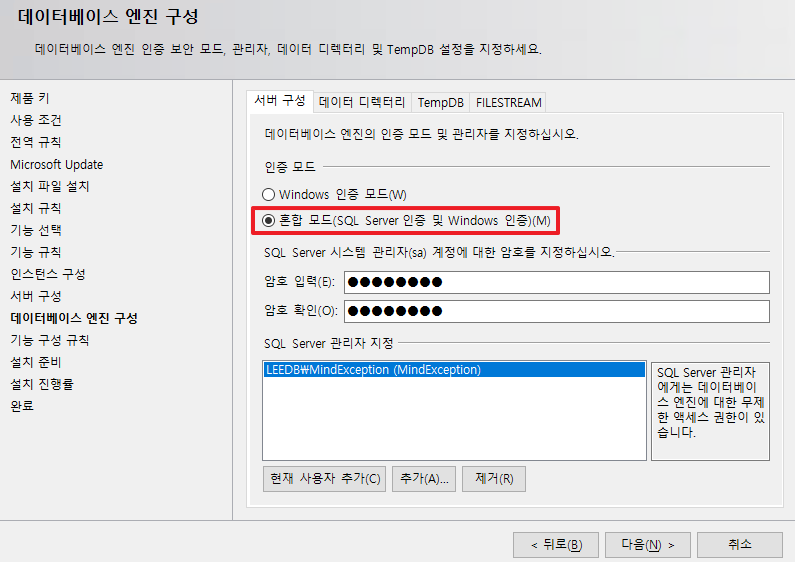 데이터베이스 엔진 구성
데이터베이스 엔진 인증 보안 모드, 관리자, 데이터 디렉터리 및 TempDB 설정을 지정하세요.
제품 키
사용 조건
전역 규칙
Microsoft Update
설치 파일 설치
설치 규칙
기능 선택
기능 규칙
인스턴스 구성
서버 구성
데이터베이스 엔진 구성
기능 구성 규칙
설치 준비
설치 진행률
완료
서버 구성 데이터 디렉터리 TempDB FILESTREAM
데이터베이스 엔진의 인증 모드 및 관리자를 지정하십시오.
인증 모드
Windows 인증 모드(W)
혼합 모드(SQL Server 인증 및 Windows 인증)(M)
SQL Server 시스템 관리자(sa) 계정에 대한 암호를 지정하십시오.
암호 입력(E): ●●●●●●●●
암호 확인(O): ●●●●●●●●
SQL Server 관리자 지정
LEEDB₩MindException (MindException)
SQL Server 관리자
에게는 데이터베이
스 엔진에 대한 무제
한 액세스 권한이 있
습니다.
현재 사용자 추가(C) 추가(A)... 제거(R)
< 뒤로(B) 다음(N) > 취소